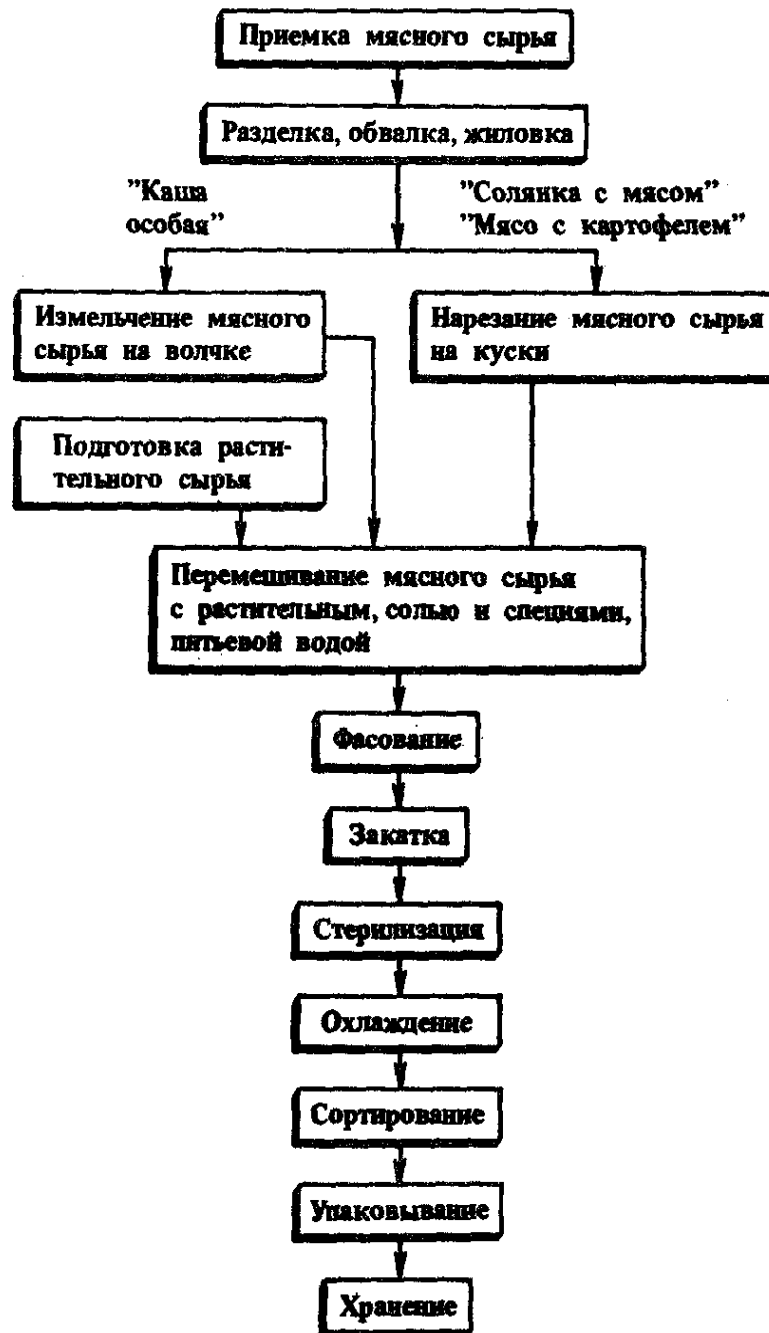 Приемка мясного сырья
Разделка, обвалка, жиловка
"Каша
особая"
"Солянка с мясом"
"Мясо с картофелем"
Измельчение мясного
сырья на волчке
Нарезание мясного сырья
на куски
Подготовка расти-
тельного сырья
Перемешивание мясного сырья
с растительным, солью и специями,
питьевой водой
Фасование
Закатка
Стерилизация
Охлаждение
Сортирование
Упаковывание
Хранение